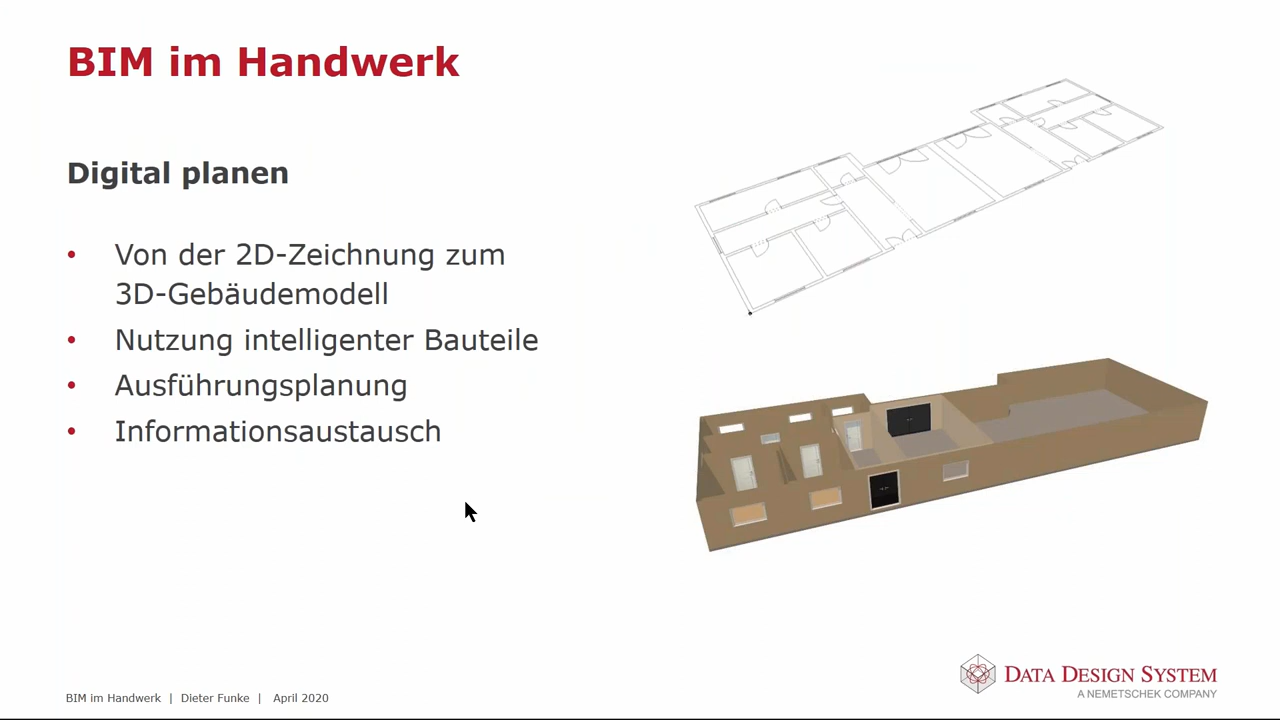 BIM im Handwerk
Digital planen
• Von der 2D-Zeichnung zum
3D-Gebäudemodell
• Nutzung intelligenter Bauteile
• Ausführungsplanung
• Informationsaustausch
BIM im Handwerk | Dieter Funke | April 2020
DATA DESIGN SYSTEM
A NEMETSCHEK COMPANY